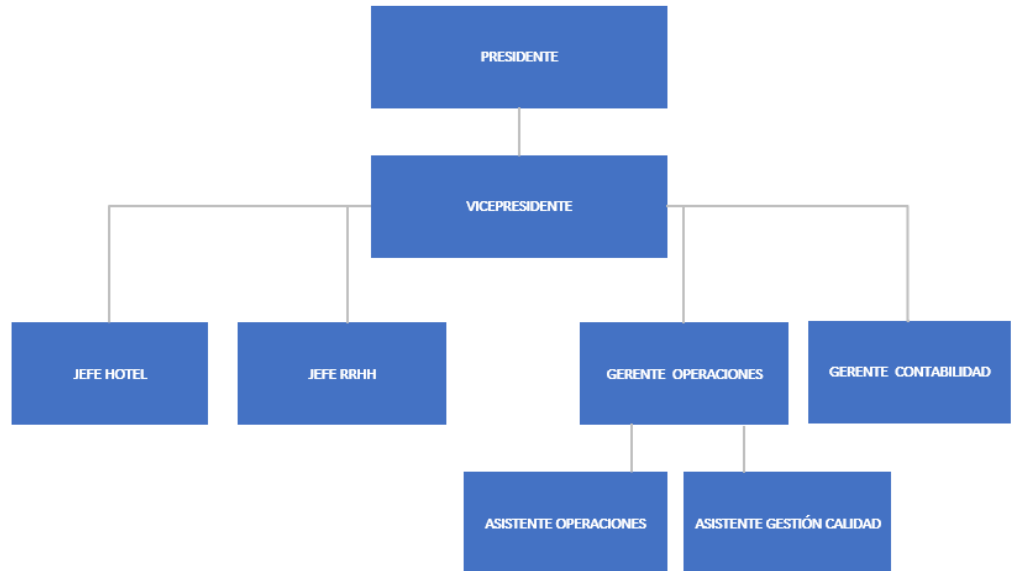 PRESIDENTE
VICEPRESIDENTE
JEFE HOTEL
JEFE RRHH
GERENTE OPERACIONES
GERENTE CONTABILIDAD
ASISTENTE OPERACIONES
ASISTENTE GESTIÓN CALIDAD